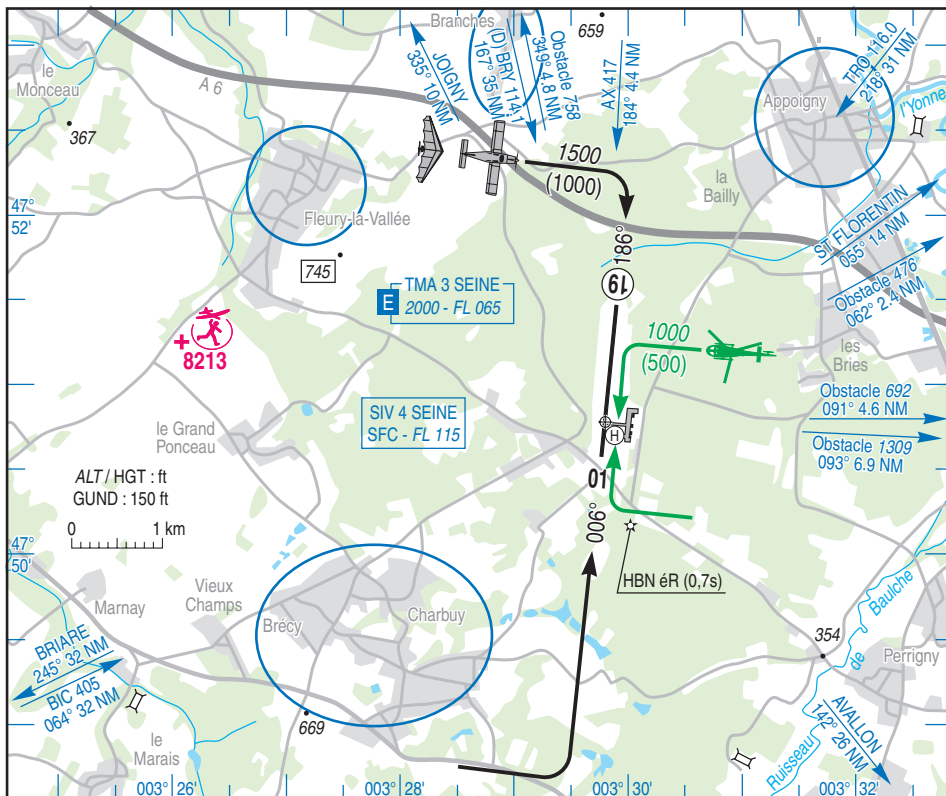 Branches
659
le
Monceau
A 6
JOIGNY
335° 10 NM
(D) BRY 114.1
167° 35 NM
Obstacle 758
349° 4.8 NM
AX 417
184° 4.4 NM
TRO 116.0
218° 31 NM
Appoigny
l'Yonne
367
1500
(1000)
la
Bailly
47°
52'
Fleury-la-Vallée
186°
ST FLORENTIN
055° 14 NM
745
19
Obstacle 476
062° 2.4 NM
E
TMA 3 SEINE
2000 - FL 065
8213
1000
(500)
les
Bries
Obstacle 692
091° 4.6 NM
SIV 4 SEINE
SFC - FL 115
le Grand
Ponceau
H
Obstacle 1309
093° 6.9 NM
ALT / HGT : ft
GUND : 150 ft
0 1 km
01
006°
47°
50'
HBN éR (0,7s)
Marnay
Vieux
Champs
Brécy
Charbuy
Ruisseau de Baulche
354
Perrigny
BRIARE
245° 32 NM
BIC 405
064° 32 NM
669
le
Marais
AVALLON
142° 26 NM
003° 26'
003° 28'
003° 30'
003° 32'